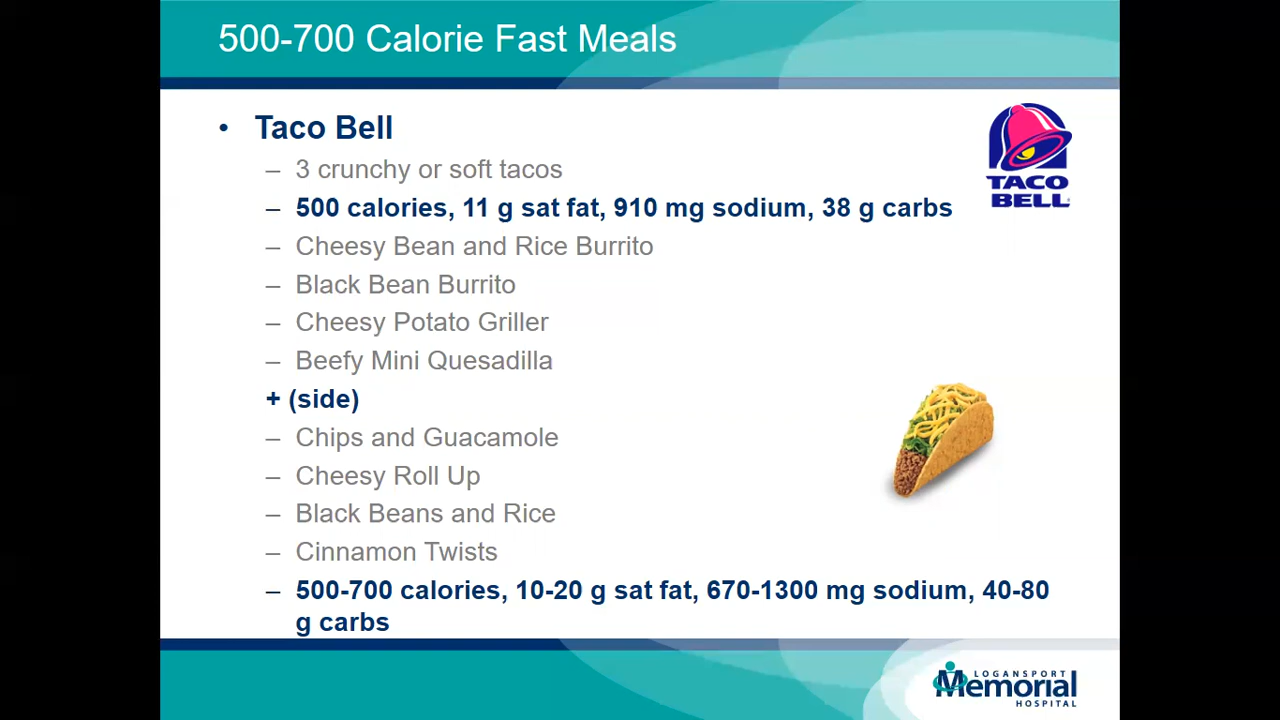 500-700 Calorie Fast Meals
• Taco Bell
– 3 crunchy or soft tacos
– 500 calories, 11 g sat fat, 910 mg sodium, 38 g carbs
– Cheesy Bean and Rice Burrito
– Black Bean Burrito
– Cheesy Potato Griller
– Beefy Mini Quesadilla
+ (side)
– Chips and Guacamole
– Cheesy Roll Up
– Black Beans and Rice
– Cinnamon Twists
– 500-700 calories, 10-20 g sat fat, 670-1300 mg sodium, 40-80
g carbs
TACO
BELL
LOGANSPORT
Memorial
HOSPITAL